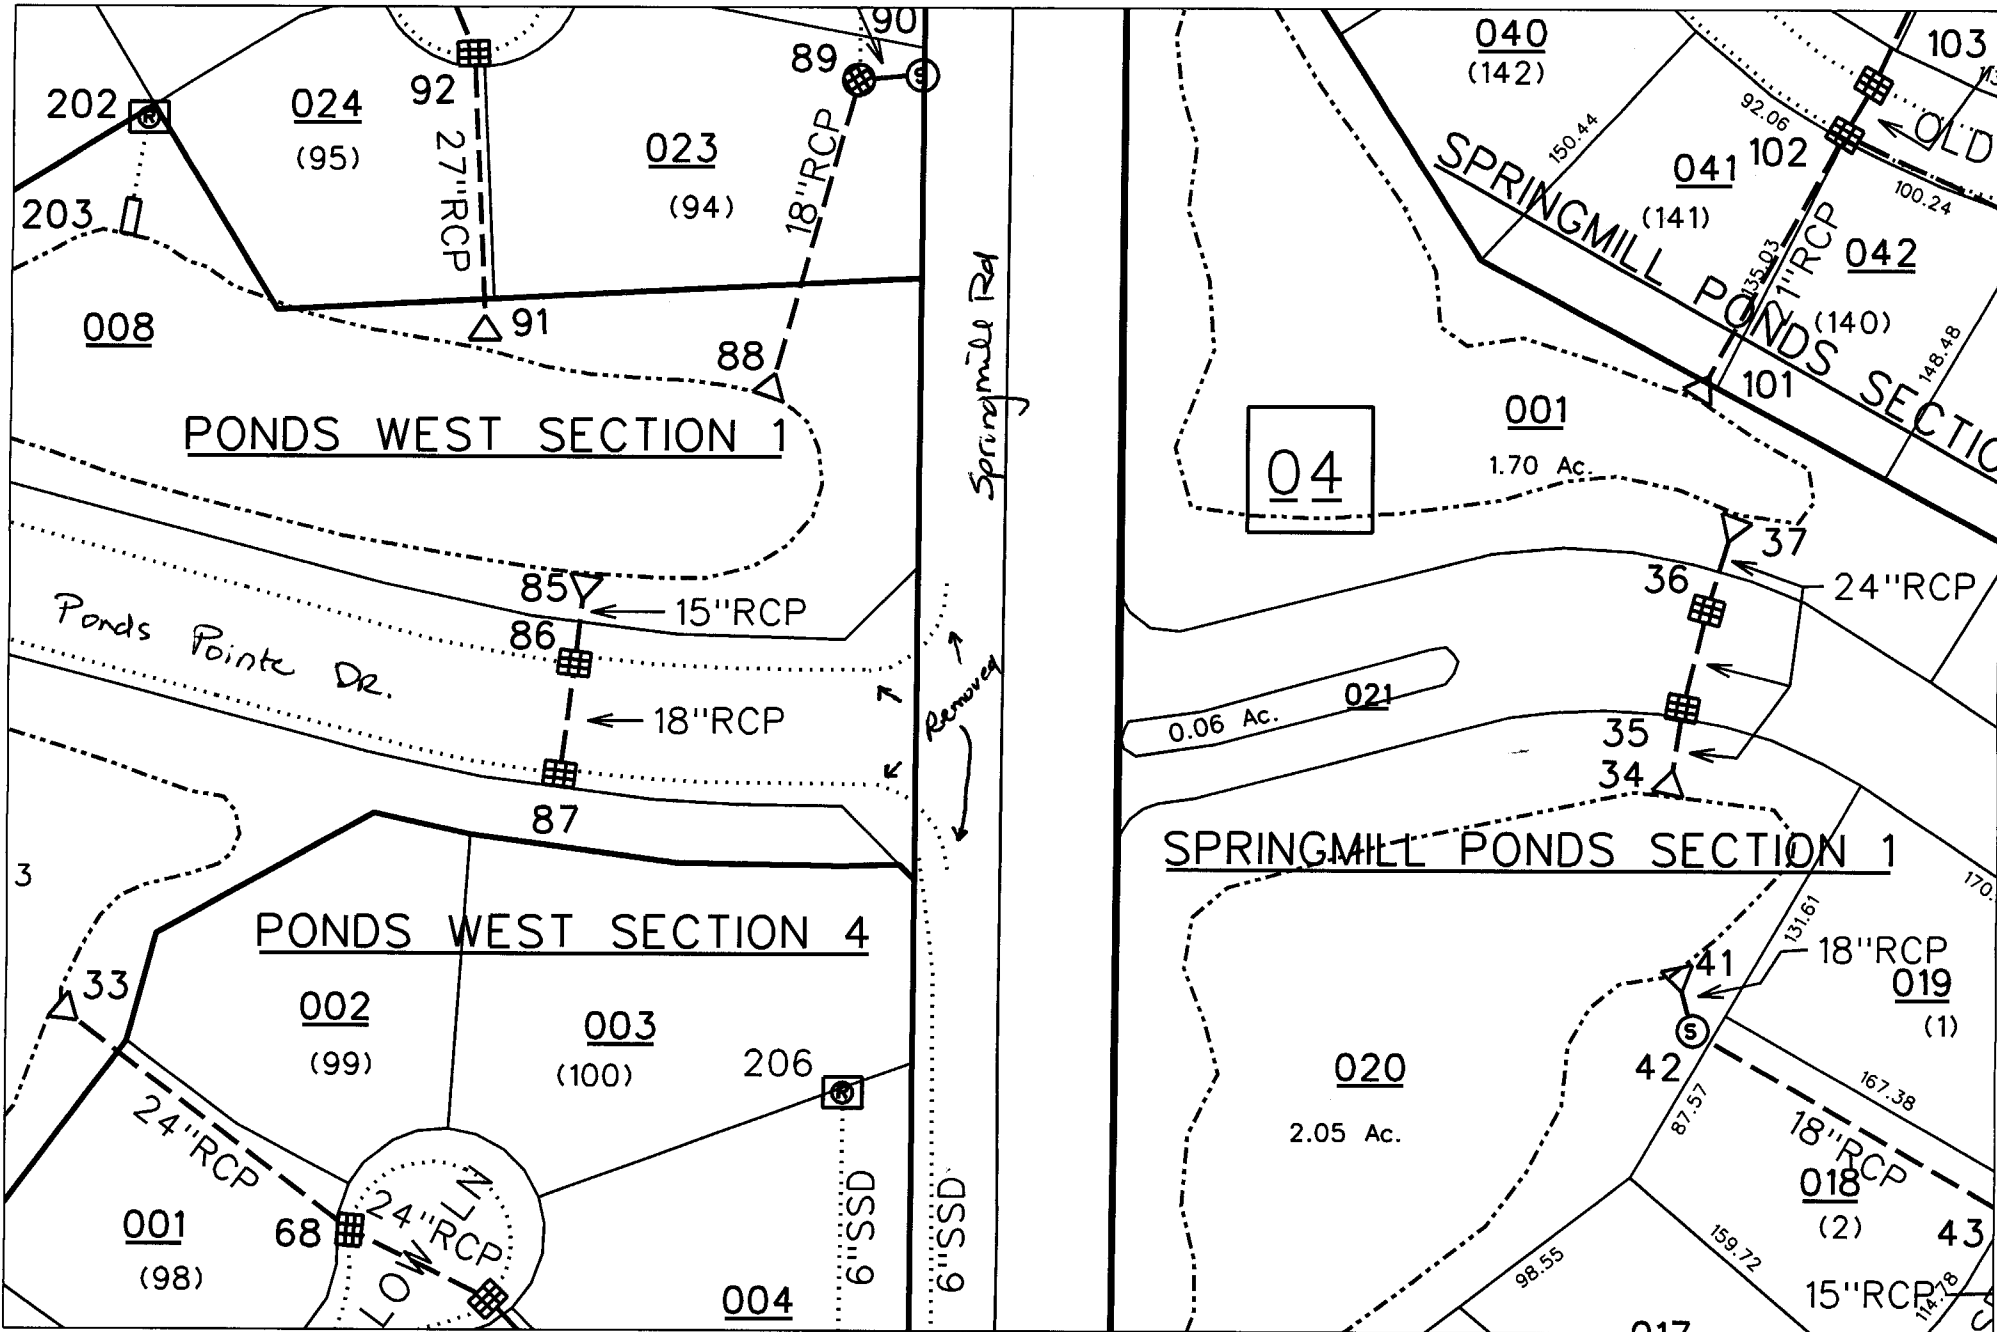 90
89
040
(142)
103
202
024
(95)
92
27"RCP
023
(94)
18"RCP
S
92.06
150.44
102
OLD
041
(141)
100.24
SPRINGMILL PONDS SECTIO
135.03
21"RCP
042
(140)
148.48
R
203
008
91
88
Springmill Rd
101
PONDS WEST SECTION 1
04
001
1.70 Ac.
37
36
24"RCP
85
15"RCP
86
Ponds Pointe DR.
Removed
18"RCP
0.06 Ac.
021
35
34
87
SPRINGMILL PONDS SECTION 1
3
170.
PONDS WEST SECTION 4
131.61
33
002
(99)
003
(100)
41
18"RCP
019
(1)
S
42
206
R
020
2.05 Ac.
167.38
87.57
24"RCP
18"RCP
018
(2)
43
001
(98)
68
24"RCP
LOW LN
6"SSD
6"SSD
004
98.55
159.72
15"RCP
114.78
017